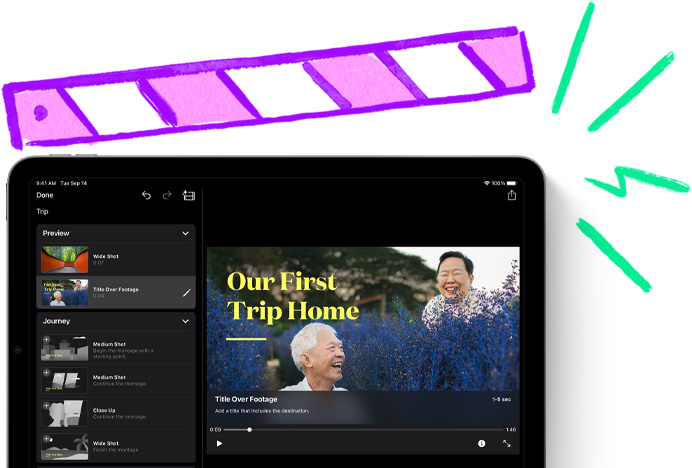 9:41 AM Tue Sep 14
100%
Done
Trip
Preview
Wide Shot
0:07
Title Over Footage
0:04
Journey
Medium Shot
Begin the montage with a
starting point.
Medium Shot
Continue the montage.
Close Up
Continue the montage.
Wide Shot
Finish the montage
Our First
Trip Home
Title Over Footage
1-6 sec
Add a title that includes the destination.
0:09
1:46